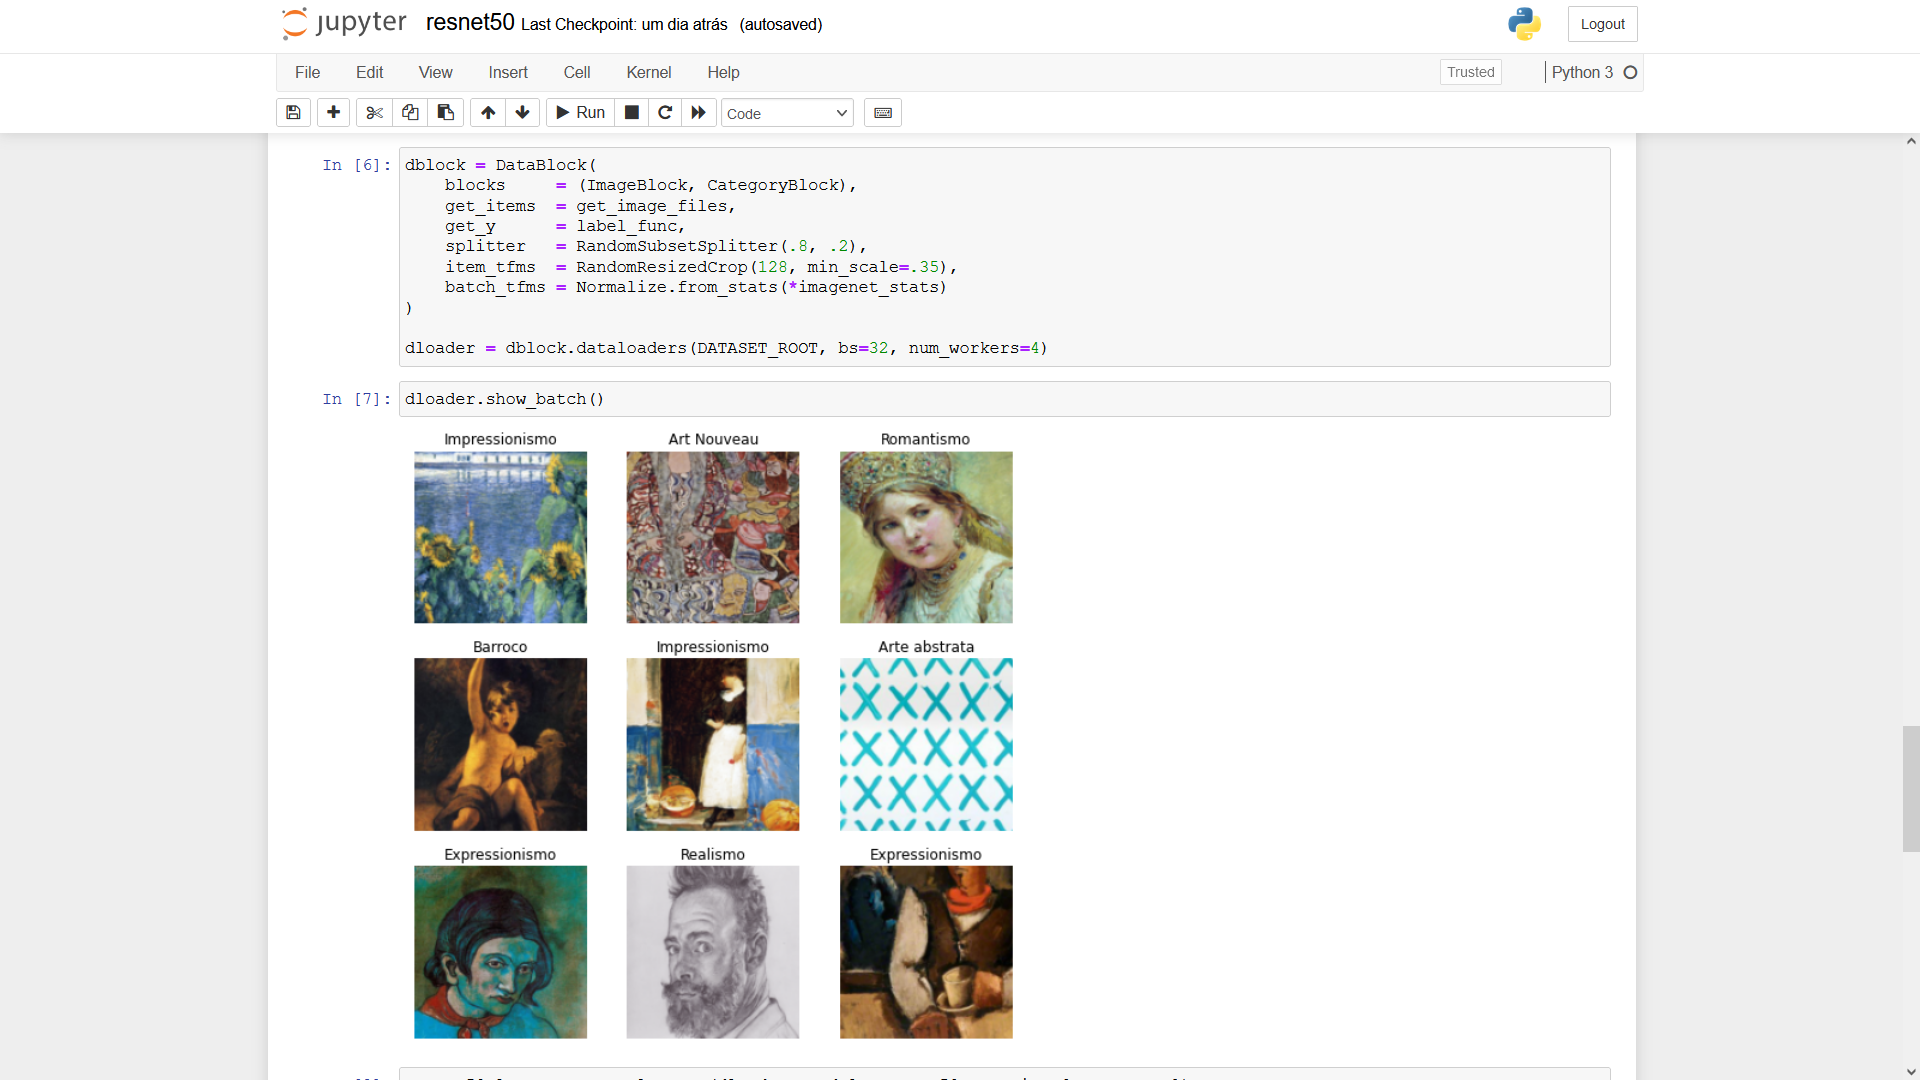 jupyter resnet50 Last Checkpoint: um dia atrás (autosaved) Logout
File Edit View Insert Cell Kernel Help Trusted Python 3
Run Code
In [6]: dblock = DataBlock(
blocks = (ImageBlock, CategoryBlock),
get_items = get_image_files,
get_y = label_func,
splitter = RandomSubsetSplitter(.8, .2),
item_tfms = RandomResizedCrop(128, min_scale=.35),
batch_tfms = Normalize.from_stats(*imagenet_stats)
)
dloader = dblock.dataloaders(DATASET_ROOT, bs=32, num_workers=4)
In [7]: dloader.show_batch()
Impressionismo Art Nouveau Romantismo
Barroco Impressionismo Arte abstrata
Expressionismo Realismo Expressionismo